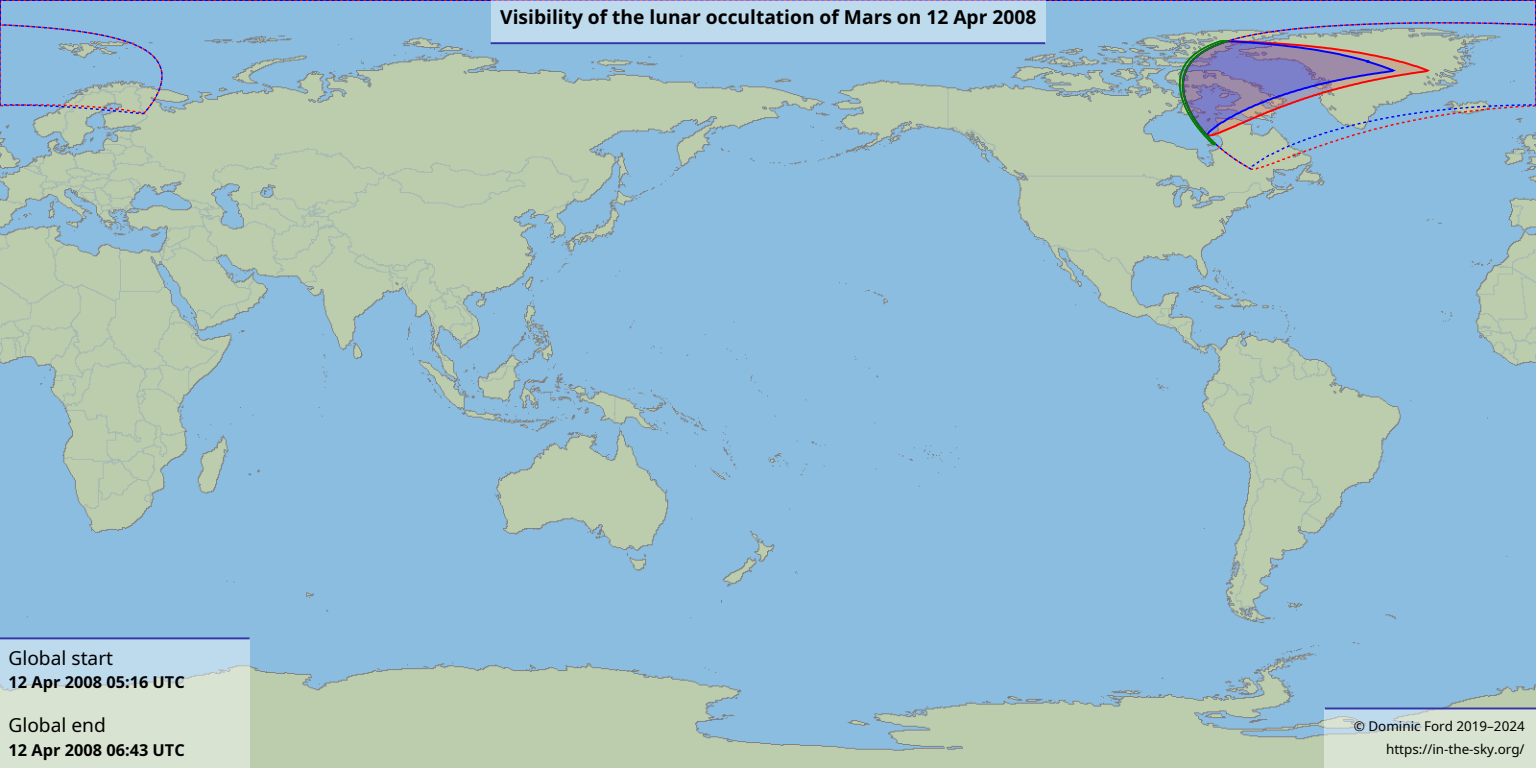 Visibility of the lunar occultation of Mars on 12 Apr 2008
Global start
12 Apr 2008 05:16 UTC
Global end
12 Apr 2008 06:43 UTC
© Dominic Ford 2019–2024
https://in-the-sky.org/